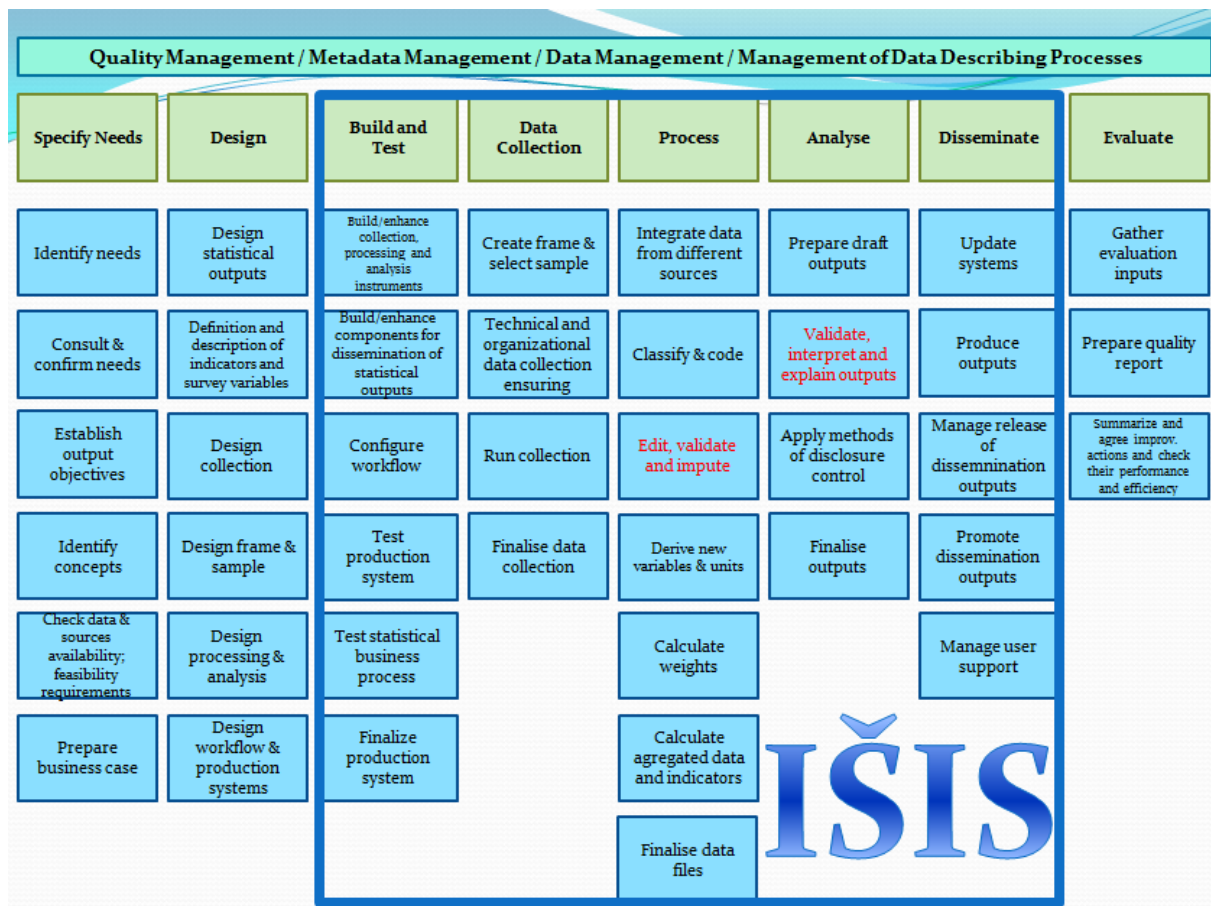 Quality Management / Metadata Management / Data Management / Management of Data Describing Processes
Specify Needs
Design
Build and
Test
Data
Collection
Process
Analyse
Disseminate
Evaluate
Identify needs
Design
statistical
outputs
Build/enhance
collection,
processing and
analysis
instruments
Create frame &
select sample
Integrate data
from different
sources
Prepare draft
outputs
Update
systems
Gather
evaluation
inputs
Consult &
confirm needs
Definition and
description of
indicators and
survey variables
Build/enhance
components for
dissemination of
statistical
outputs
Technical and
organizational
data collection
ensuring
Classify & code
Validate,
interpret and
explain outputs
Produce
outputs
Prepare quality
report
Establish
output
objectives
Design
collection
Configure
workflow
Run collection
Edit, validate
and impute
Apply methods
of disclosure
control
Manage release
of
dissemnination
outputs
Summarize and
agree improv.
actions and check
their performance
and efficiency
Identify
concepts
Design frame &
sample
Test
production
system
Finalise data
collection
Derive new
variables & units
Finalise
outputs
Promote
dissemination
outputs
Check data &
sources
availability;
feasibility
requirements
Design
processing &
analysis
Test statistical
business
process
Calculate
weights
Manage user
support
Prepare
business case
Design
workflow &
production
systems
Finalize
production
system
Calculate
agregated data
and indicators
IŠIS
Finalise data
files